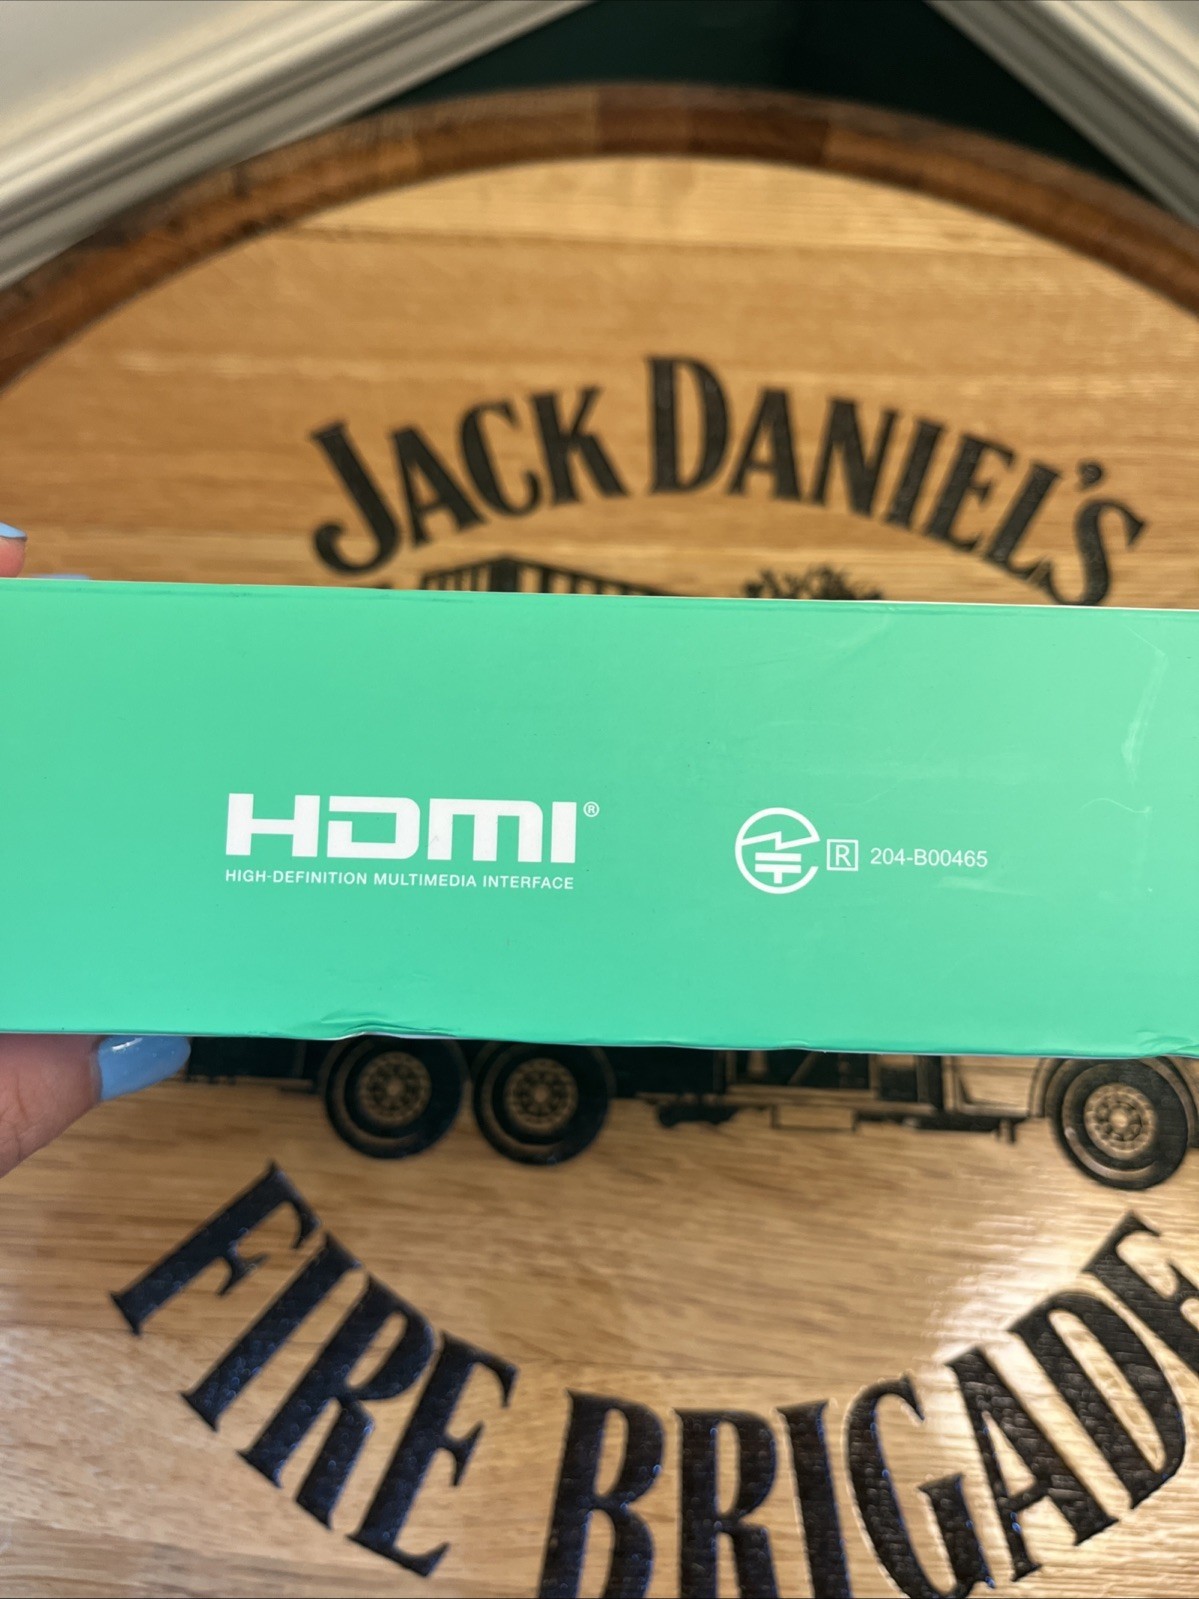 JACK DANIEL'S
HDMI®
HIGH-DEFINITION MULTIMEDIA INTERFACE
R 204-B00465
FIRE BRIGADE